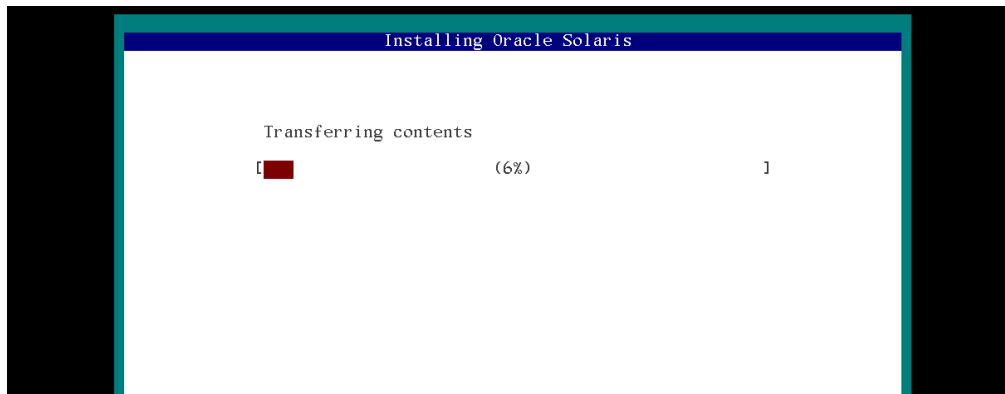 Installing Oracle Solaris
Transferring contents
[ (6%) ]